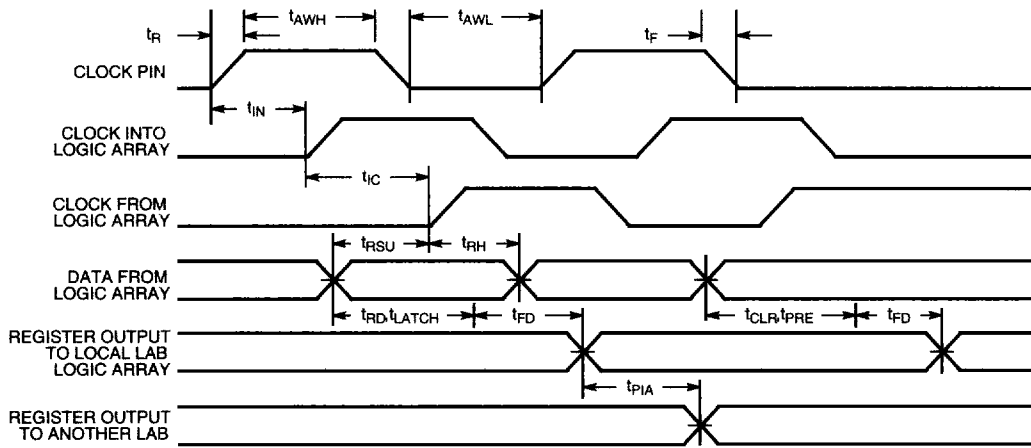 tAWH
tAWL
tR
tF
CLOCK PIN
tIN
CLOCK INTO
LOGIC ARRAY
tIC
CLOCK FROM
LOGIC ARRAY
tRSU
tRH
DATA FROM
LOGIC ARRAY
tRD,tLATCH
tFD
tCLR,tPRE
tFD
REGISTER OUTPUT
TO LOCAL LAB
LOGIC ARRAY
tPIA
REGISTER OUTPUT
TO ANOTHER LAB